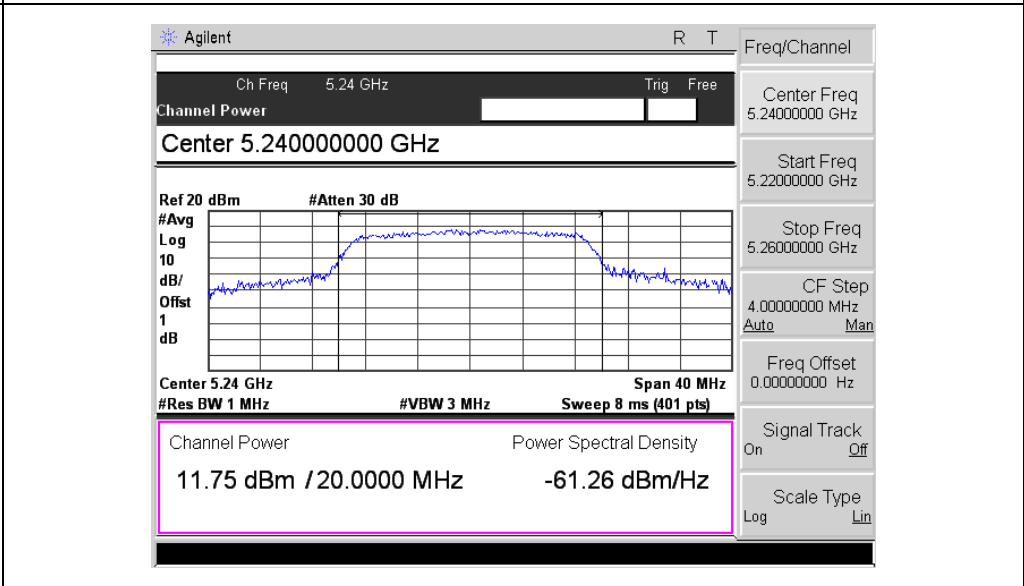 Agilent R T
Ch Freq 5.24 GHz Trig Free
Channel Power
Center 5.240000000 GHz
Ref 20 dBm #Atten 30 dB
#Avg
Log
10
dB/
Offst
1
dB
Center 5.24 GHz Span 40 MHz
#Res BW 1 MHz #VBW 3 MHz Sweep 8 ms (401 pts)
Channel Power Power Spectral Density
11.75 dBm / 20.0000 MHz -61.26 dBm/Hz
Freq/Channel
Center Freq
5.24000000 GHz
Start Freq
5.22000000 GHz
Stop Freq
5.26000000 GHz
CF Step
4.00000000 MHz
Auto Man
Freq Offset
0.00000000 Hz
Signal Track
On Off
Scale Type
Log Lin